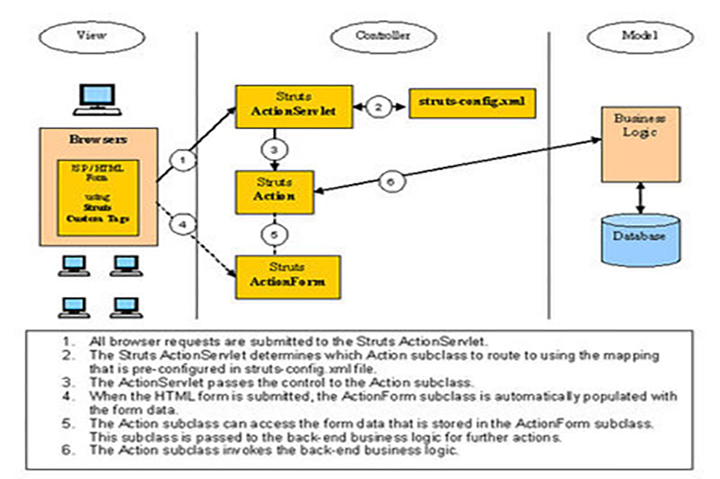 View
Controller
Model
Struts
ActionServlet
2
struts-config.xml
Business
Logic
Browsers
JSP/HTML
Form
using
Struts
Custom Tags
1
3
Struts
Action
6
4
5
Struts
ActionForm
Database
1. All browser requests are submitted to the Struts ActionServlet.
2. The Struts ActionServlet determines which Action subclass to route to using the mapping
that is pre-configured in struts-config.xml file.
3. The ActionServlet passes the control to the Action subclass.
4. When the HTML form is submitted, the ActionForm subclass is automatically populated with
the form data.
5. The Action subclass can access the form data that is stored in the ActionForm subclass.
This subclass is passed to the back-end business logic for further actions.
6. The Action subclass invokes the back-end business logic.